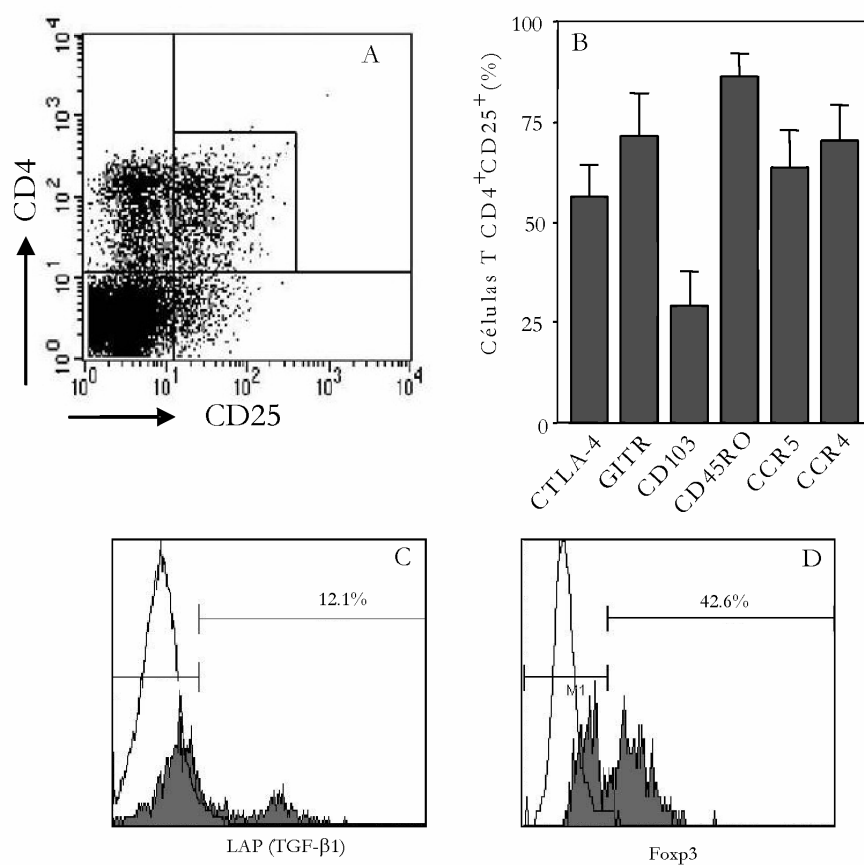 A
CD4
10⁴
10³
10²
10¹
10⁰
10⁰
10¹
10²
10³
10⁴
CD25
B
Células T CD4⁺CD25⁺(%)
100
75
50
25
0
CTLA-4
GITR
CD103
CD45RO
CCR5
CCR4
C
12.1%
LAP (TGF-β1)
D
42.6%
M1
Foxp3